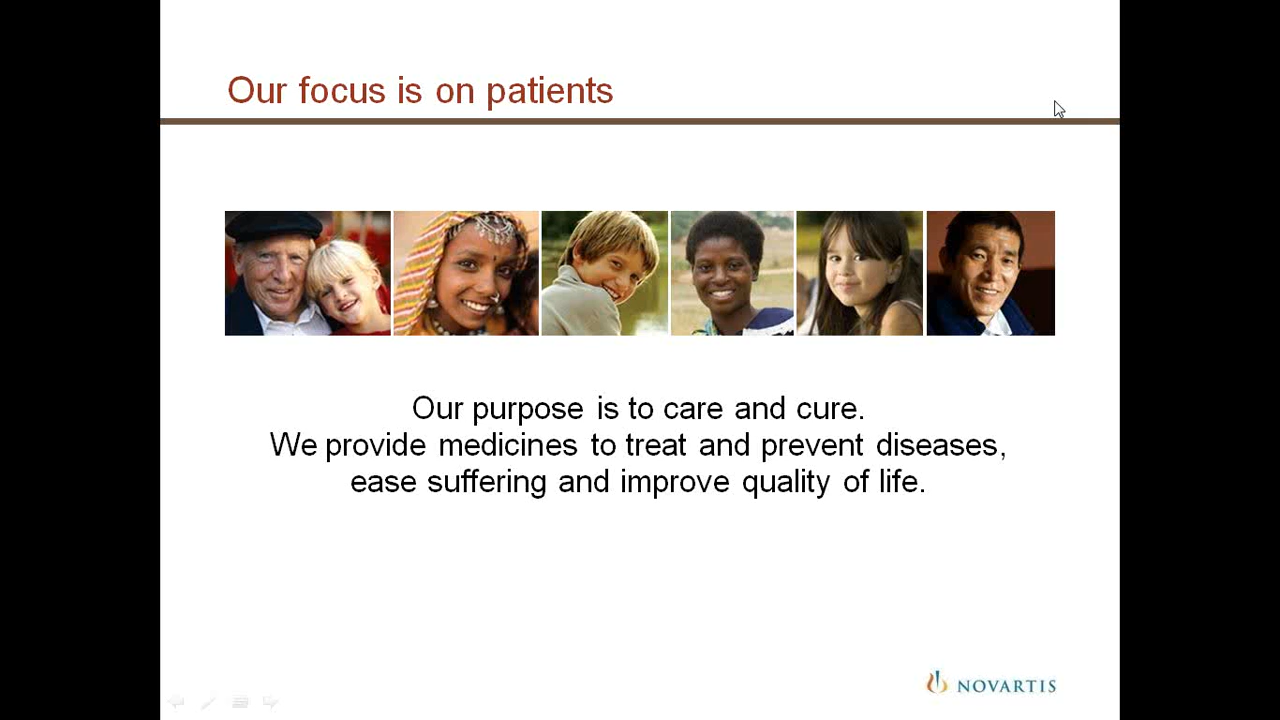 Our focus is on patients
Our purpose is to care and cure.
We provide medicines to treat and prevent diseases,
ease suffering and improve quality of life.
NOVARTIS